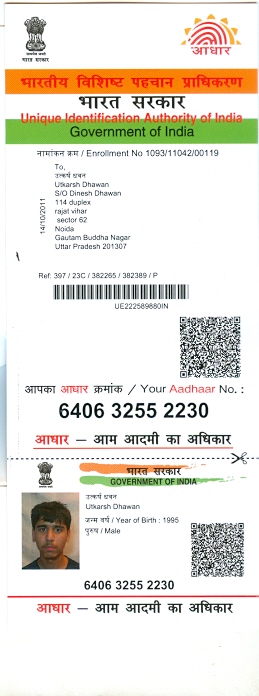 सत्यमेव जयते
भारत सरकार
आधार
भारतीय विशिष्ट पहचान प्राधिकरण
भारत सरकार
Unique Identification Authority of India
Government of India
नामांकन क्रम / Enrollment No 1093/11042/00119
14/10/2011
To,
उत्कर्ष धवन
Utkarsh Dhawan
S/O Dinesh Dhawan
114 duplex
rajat vihar
sector 62
Noida
Gautam Buddha Nagar
Uttar Pradesh 201307
Ref: 397 / 23C / 382265 / 382389 / P
UE222589880IN
आपका आधार क्रमांक / Your Aadhaar No. :
6406 3255 2230
आधार – आम आदमी का अधिकार
भारत सरकार
GOVERNMENT OF INDIA
उत्कर्ष धवन
Utkarsh Dhawan
जन्म वर्ष / Year of Birth : 1995
पुरुष / Male
6406 3255 2230
आधार – आम आदमी का अधिकार